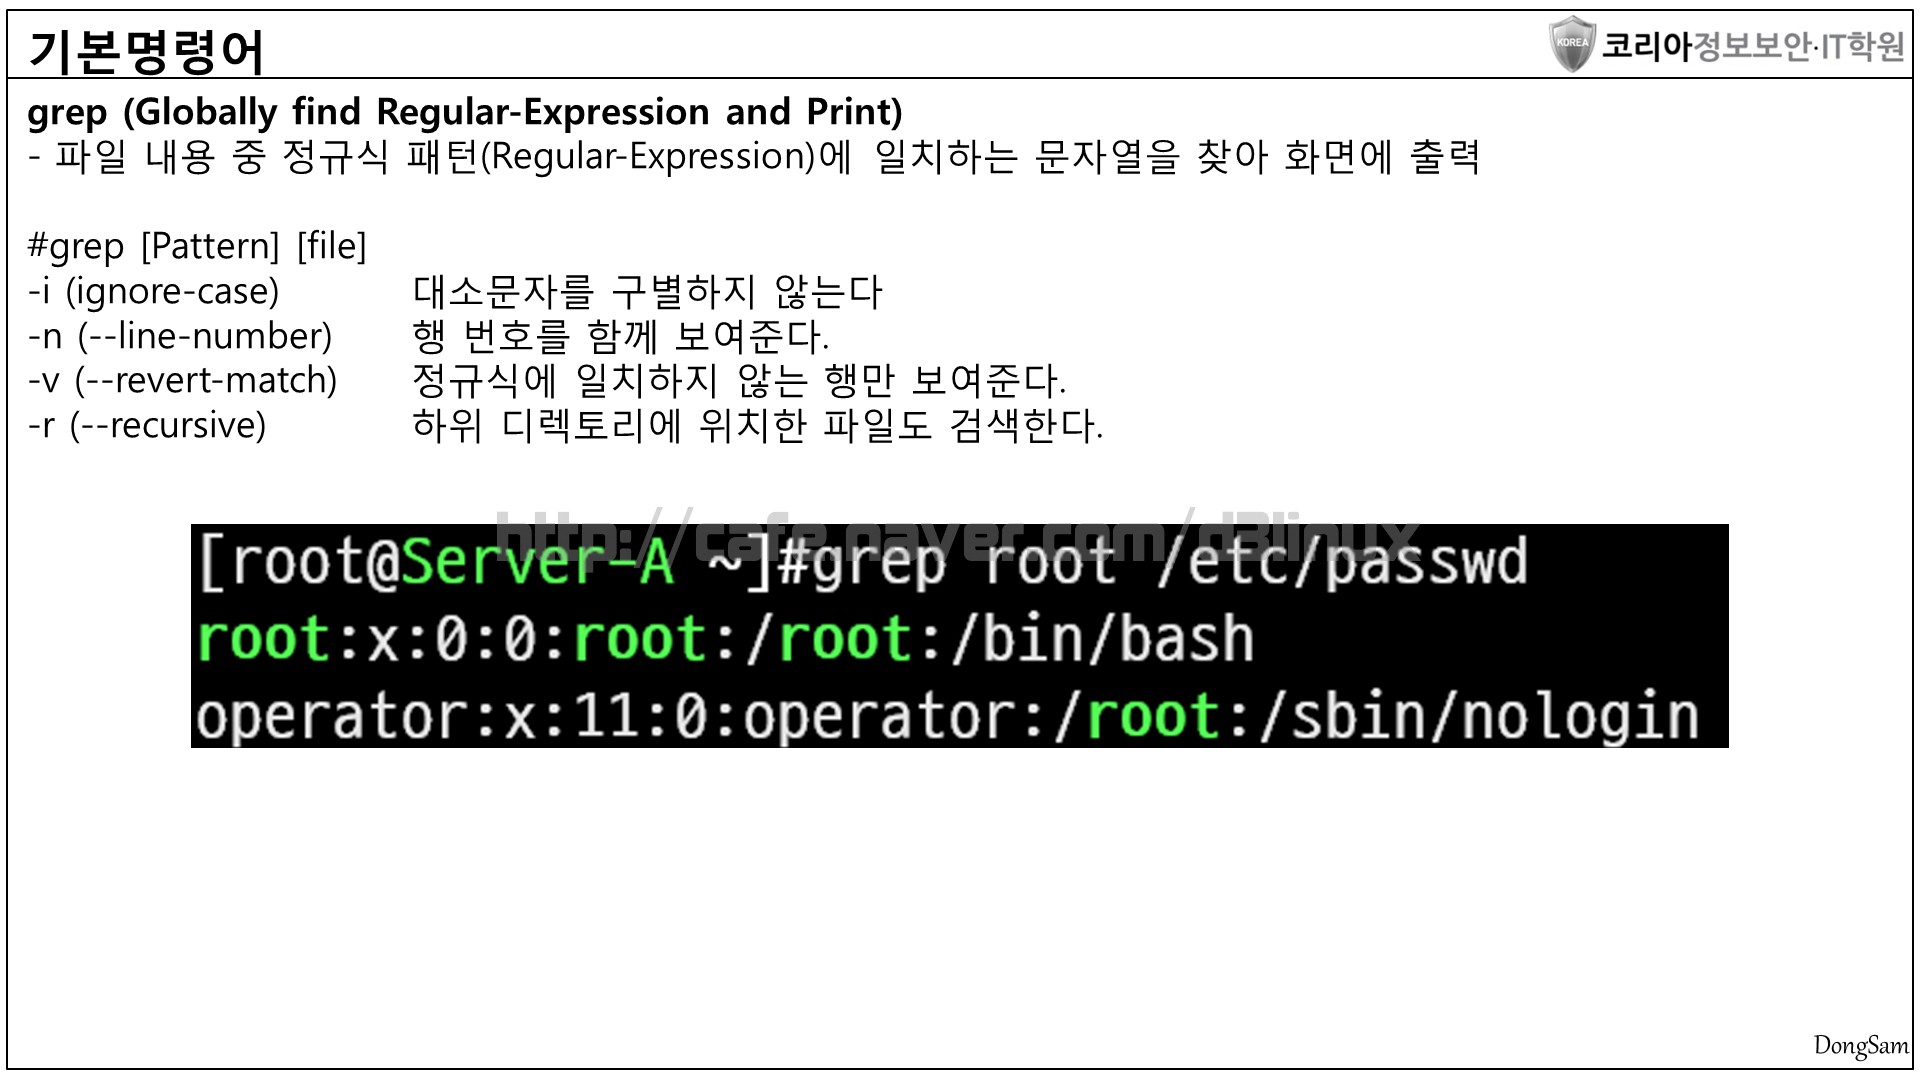 기본명령어
KOREA
코리아정보보안·IT학원
grep (Globally find Regular-Expression and Print)
- 파일 내용 중 정규식 패턴(Regular-Expression)에 일치하는 문자열을 찾아 화면에 출력
#grep [Pattern] [file]
-i (ignore-case) 대소문자를 구별하지 않는다
-n (--line-number) 행 번호를 함께 보여준다.
-v (--revert-match) 정규식에 일치하지 않는 행만 보여준다.
-r (--recursive) 하위 디렉토리에 위치한 파일도 검색한다.
http://cafe.naver.com/d3linux
[root@Server-A ~]#grep root /etc/passwd
root:x:0:0:root:/root:/bin/bash
operator:x:11:0:operator:/root:/sbin/nologin
DongSam